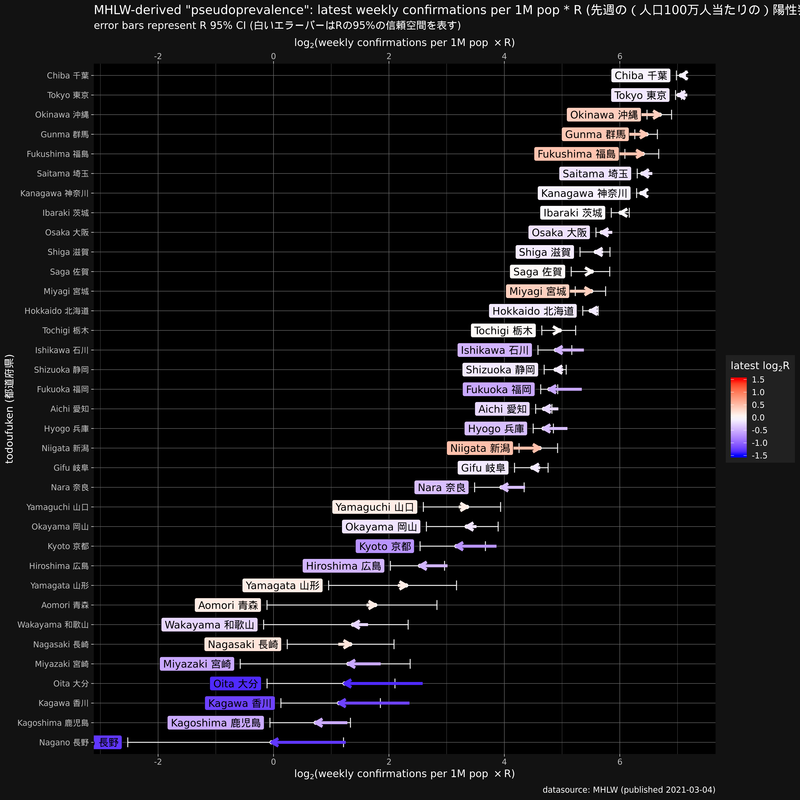 MHLW-derived "pseudoprevalence": latest weekly confirmations per 1M pop * R (先週の ( 人口100万人当たりの ) 陽性
error bars represent R 95% CI (白いエラーバーはRの95%の信頼空間を表す)
log2(weekly confirmations per 1M pop × R)
-2 0 2 4 6
Chiba 千葉 Chiba 千葉
Tokyo 東京 Tokyo 東京
Okinawa 沖縄 Okinawa 沖縄
Gunma 群馬 Gunma 群馬
Fukushima 福島 Fukushima 福島
Saitama 埼玉 Saitama 埼玉
Kanagawa 神奈川 Kanagawa 神奈川
Ibaraki 茨城 Ibaraki 茨城
Osaka 大阪 Osaka 大阪
Shiga 滋賀 Shiga 滋賀
Saga 佐賀 Saga 佐賀
Miyagi 宮城 Miyagi 宮城
Hokkaido 北海道 Hokkaido 北海道
Tochigi 栃木 Tochigi 栃木
Ishikawa 石川 Ishikawa 石川
Shizuoka 静岡 Shizuoka 静岡
Fukuoka 福岡 Fukuoka 福岡
Aichi 愛知 Aichi 愛知
Hyogo 兵庫 Hyogo 兵庫
Niigata 新潟 Niigata 新潟
Gifu 岐阜 Gifu 岐阜
Nara 奈良 Nara 奈良
Yamaguchi 山口 Yamaguchi 山口
Okayama 岡山 Okayama 岡山
Kyoto 京都 Kyoto 京都
Hiroshima 広島 Hiroshima 広島
Yamagata 山形 Yamagata 山形
Aomori 青森 Aomori 青森
Wakayama 和歌山 Wakayama 和歌山
Nagasaki 長崎 Nagasaki 長崎
Miyazaki 宮崎 Miyazaki 宮崎
Oita 大分 Oita 大分
Kagawa 香川 Kagawa 香川
Kagoshima 鹿児島 Kagoshima 鹿児島
Nagano 長野 長野
-2 0 2 4 6
log2(weekly confirmations per 1M pop × R)
todoufuken (都道府県)
latest log2R
1.5
1.0
0.5
0.0
-0.5
-1.0
-1.5
datasource: MHLW (published 2021-03-04)